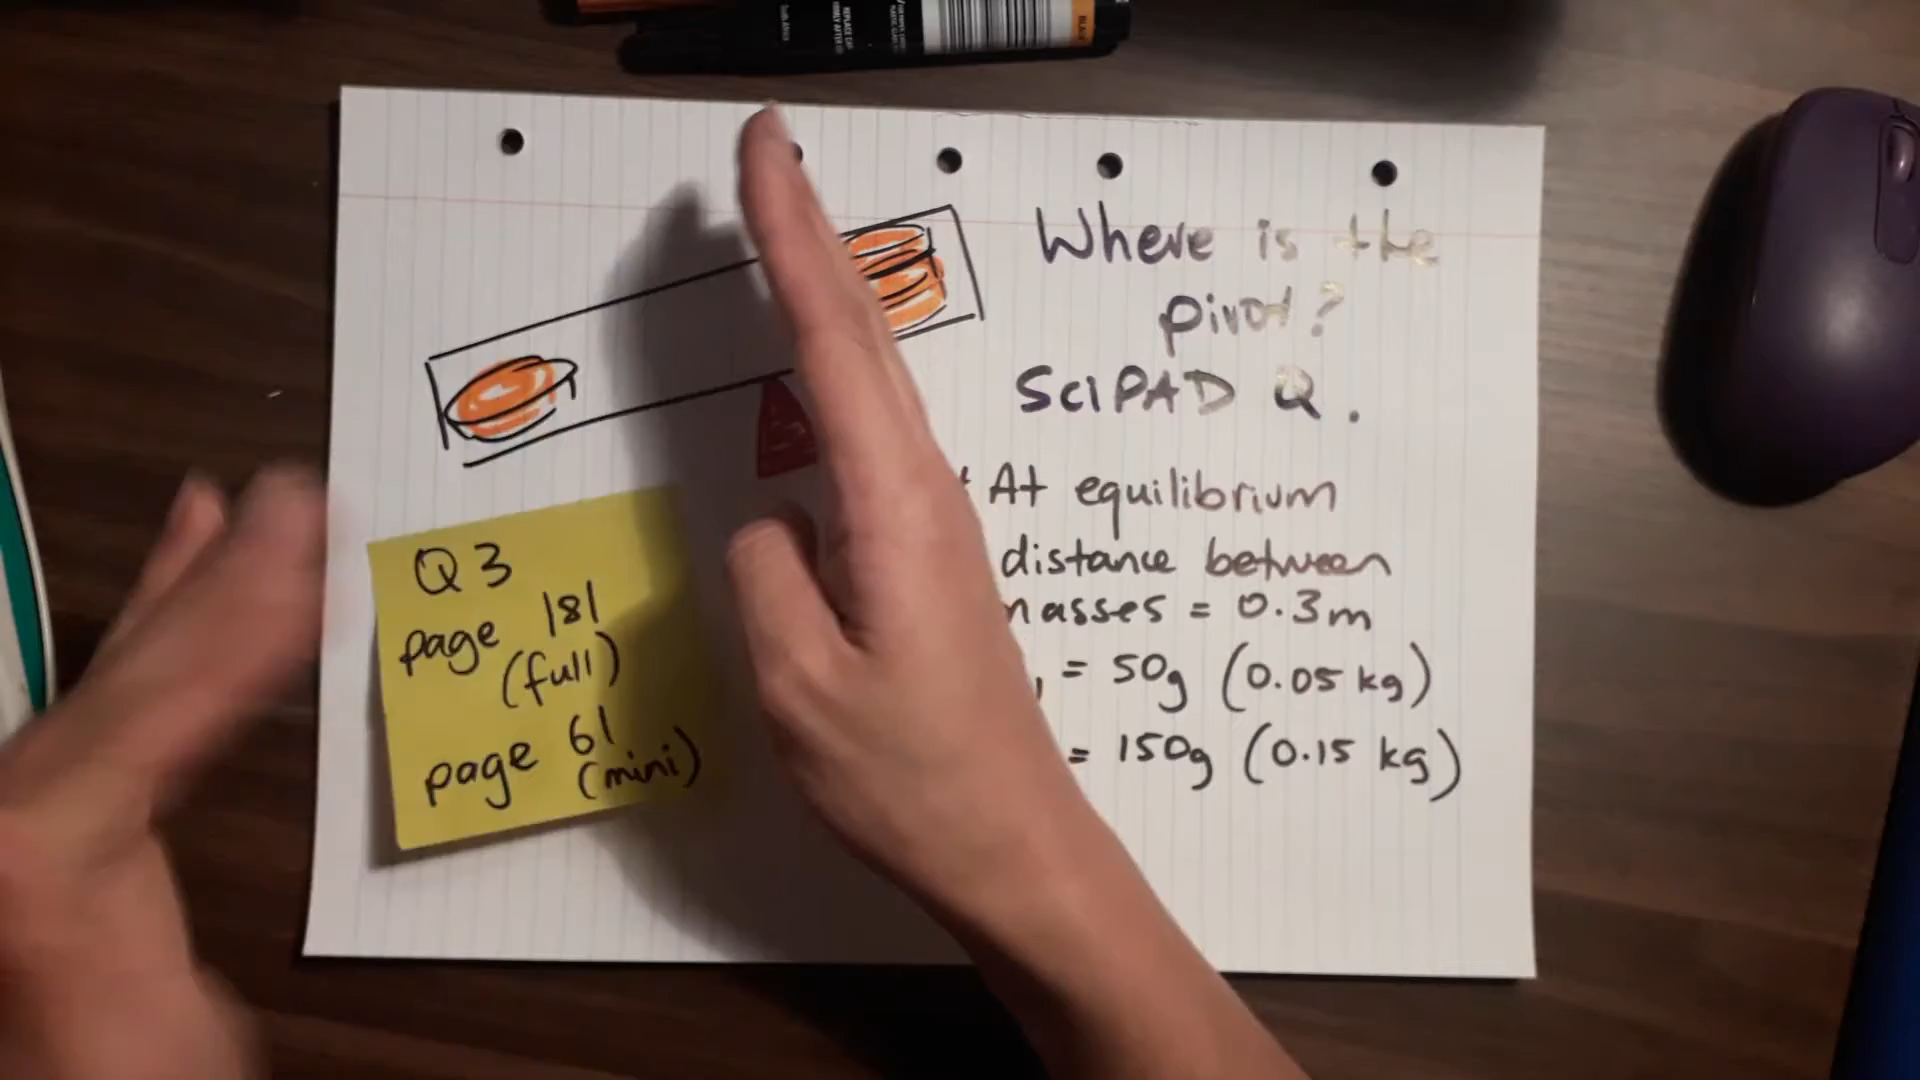 Where is the
pivot?
SCIPAD Q.
At equilibrium
distance between
masses = 0.3m
= 50g (0.05 kg)
= 150g (0.15 kg)
Q3
page 181
(full)
page 61
(mini)